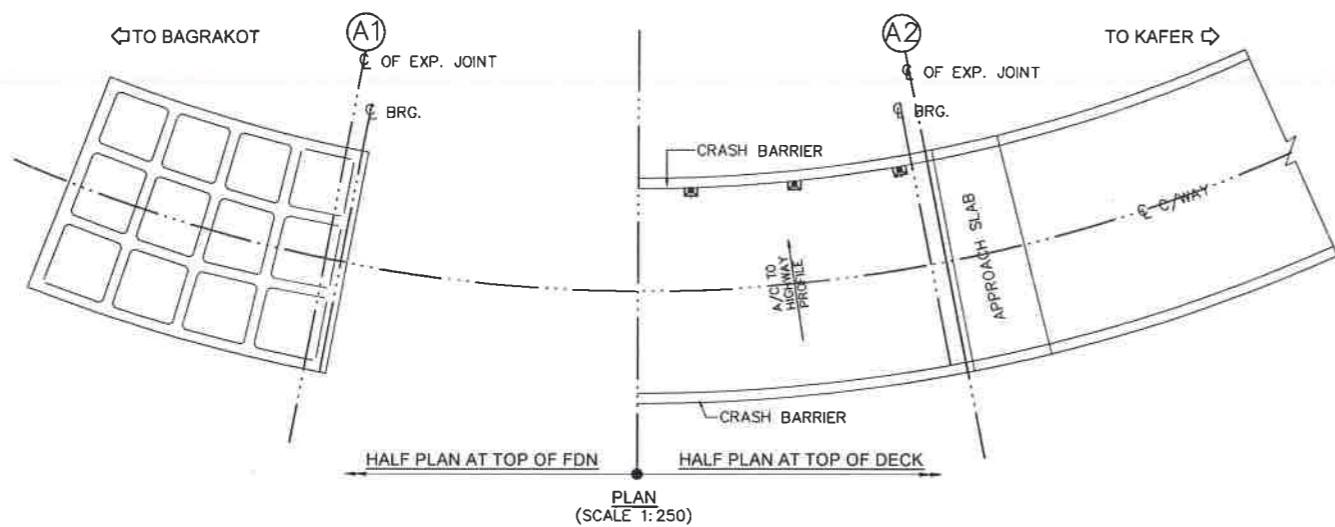 TO BAGRAKOT
A1
℄ OF EXP. JOINT
℄ BRG.
A2
℄ OF EXP. JOINT
℄ BRG.
TO KAFER
CRASH BARRIER
A/C TO
HIGHWAY
PROFILE
APPROACH SLAB
℄ C/WAY
CRASH BARRIER
HALF PLAN AT TOP OF FDN
HALF PLAN AT TOP OF DECK
PLAN
(SCALE 1:250)